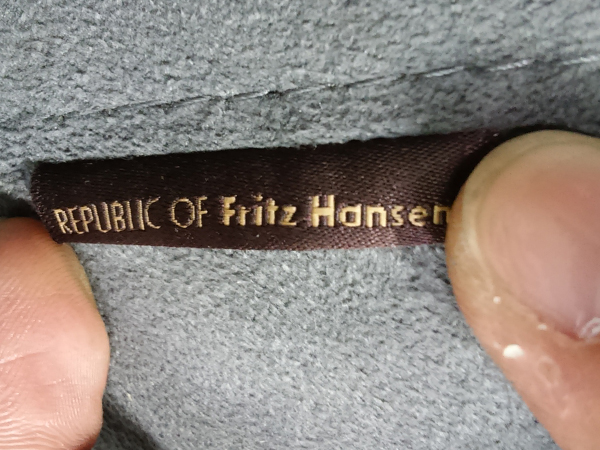 REPUBLIC OF Fritz Hansen